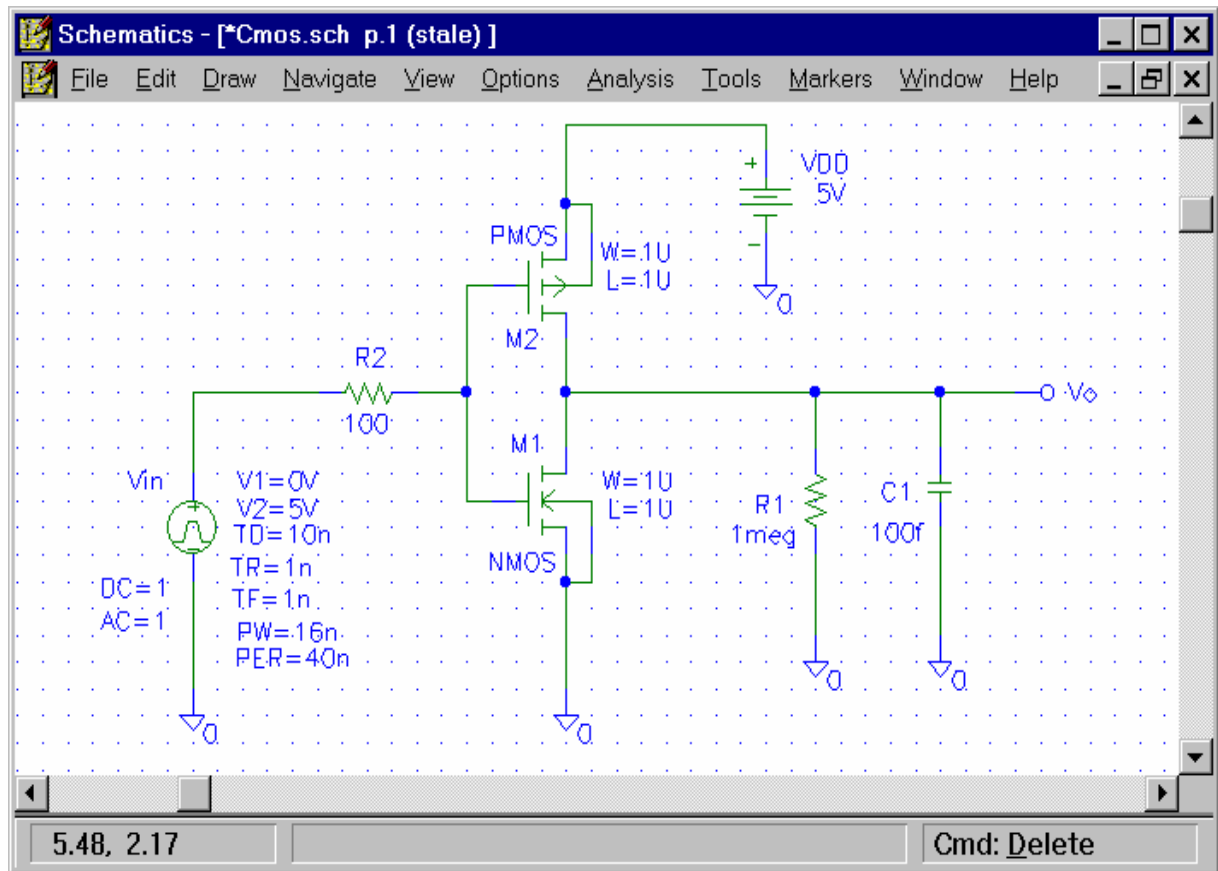 Schematics - [*Cmos.sch p.1 (stale) ]
File Edit Draw Navigate View Options Analysis Tools Markers Window Help
+ VDD
5V
-
0
PMOS
W=1U
L=1U
M2
R2
100
Vo
M1
W=1U
L=1U
NMOS
0
Vin
V1=0V
V2=5V
TD=10n
TR=1n
TF=1n
PW=16n
PER=40n
DC=1
AC=1
0
R1
1meg
0
C1
100f
0
5.48, 2.17
Cmd: Delete